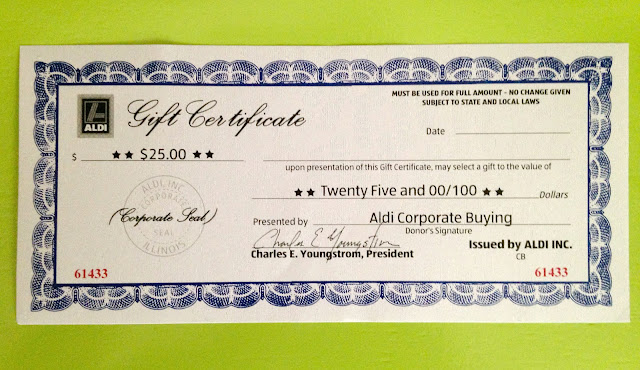 MUST BE USED FOR FULL AMOUNT - NO CHANGE GIVEN
SUBJECT TO STATE AND LOCAL LAWS
ALDI
Gift Certificate
Date
$ ★★ $25.00 ★★
upon presentation of this Gift Certificate, may select a gift to the value of
★★ Twenty Five and 00/100 ★★ Dollars
ALDI, INC.
CORPORATE
SEAL
ILLINOIS
(Corporate Seal)
Presented by Aldi Corporate Buying
Donor's Signature
Charles E Youngstrom
Charles E. Youngstrom, President
Issued by ALDI INC.
CB
61433
61433